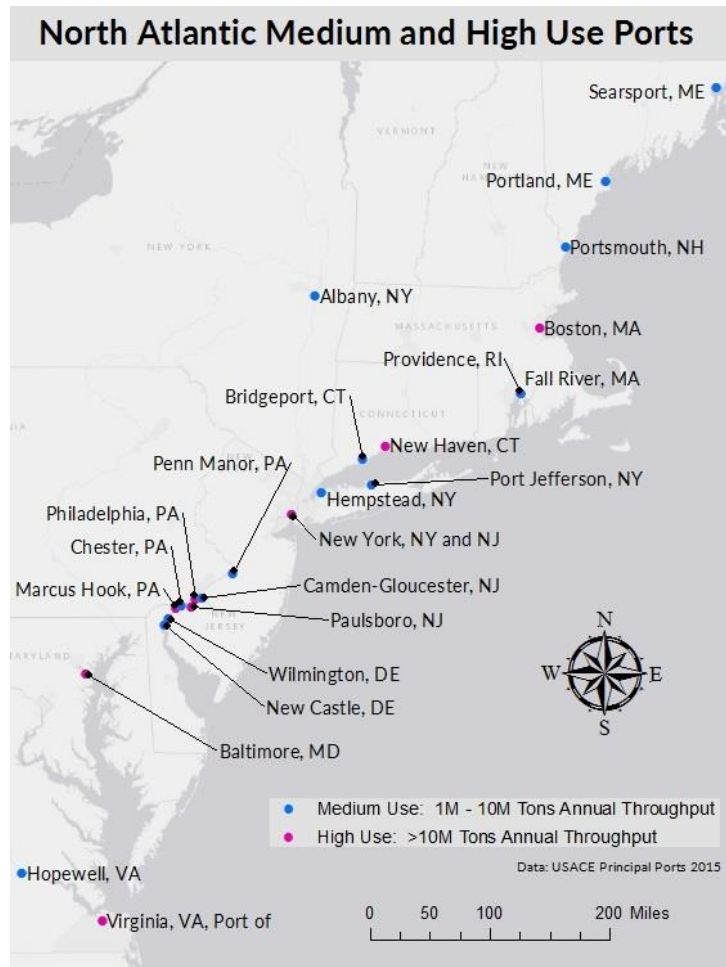 North Atlantic Medium and High Use Ports
Searsport, ME
VERMONT
NEW
HAMPSHIRE
Portland, ME
NEW YORK
Portsmouth, NH
Albany, NY
MASSACHUSETTS
Boston, MA
Providence, RI
Fall River, MA
Bridgeport, CT
CONNECTICUT
New Haven, CT
Penn Manor, PA
NEW
Port Jefferson, NY
Hempstead, NY
Philadelphia, PA
New York, NY and NJ
Chester, PA
Marcus Hook, PA
Camden-Gloucester, NJ
NEW
JERSEY
Paulsboro, NJ
MARYLAND
Wilmington, DE
New Castle, DE
Baltimore, MD
N
W
E
S
Medium Use: 1M - 10M Tons Annual Throughput
High Use: >10M Tons Annual Throughput
Data: USACE Principal Ports 2015
Hopewell, VA
Virginia, VA, Port of
0 50 100 200 Miles